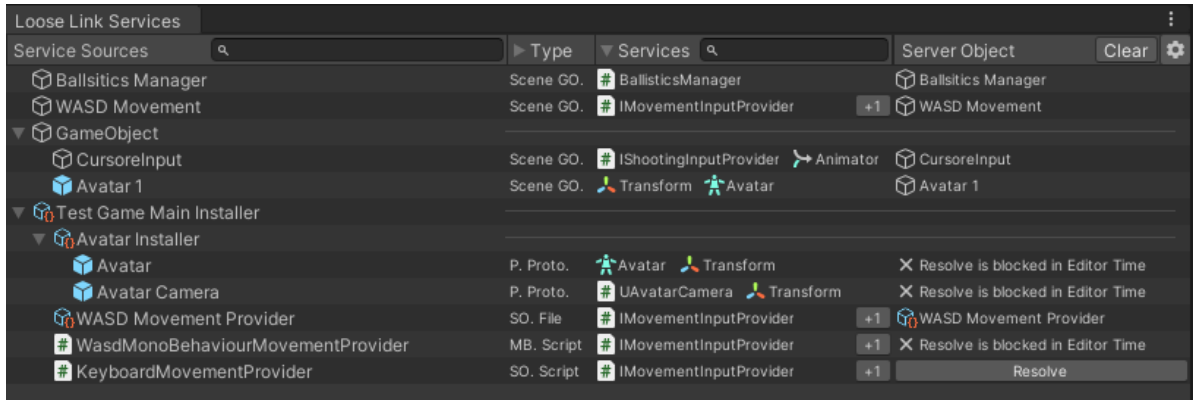 Loose Link Services
Service Sources Type Services Server Object Clear
Ballsitics Manager Scene GO. # BallisticsManager Ballsitics Manager
WASD Movement Scene GO. # IMovementInputProvider +1 WASD Movement
GameObject
CursoreInput Scene GO. # IShootingInputProvider Animator CursoreInput
Avatar 1 Scene GO. Transform Avatar Avatar 1
Test Game Main Installer
Avatar Installer
Avatar P. Proto. Avatar Transform Resolve is blocked in Editor Time
Avatar Camera P. Proto. # UAvatarCamera Transform Resolve is blocked in Editor Time
WASD Movement Provider SO. File # IMovementInputProvider +1 WASD Movement Provider
# WasdMonoBehaviourMovementProvider MB. Script # IMovementInputProvider +1 Resolve is blocked in Editor Time
# KeyboardMovementProvider SO. Script # IMovementInputProvider +1 Resolve